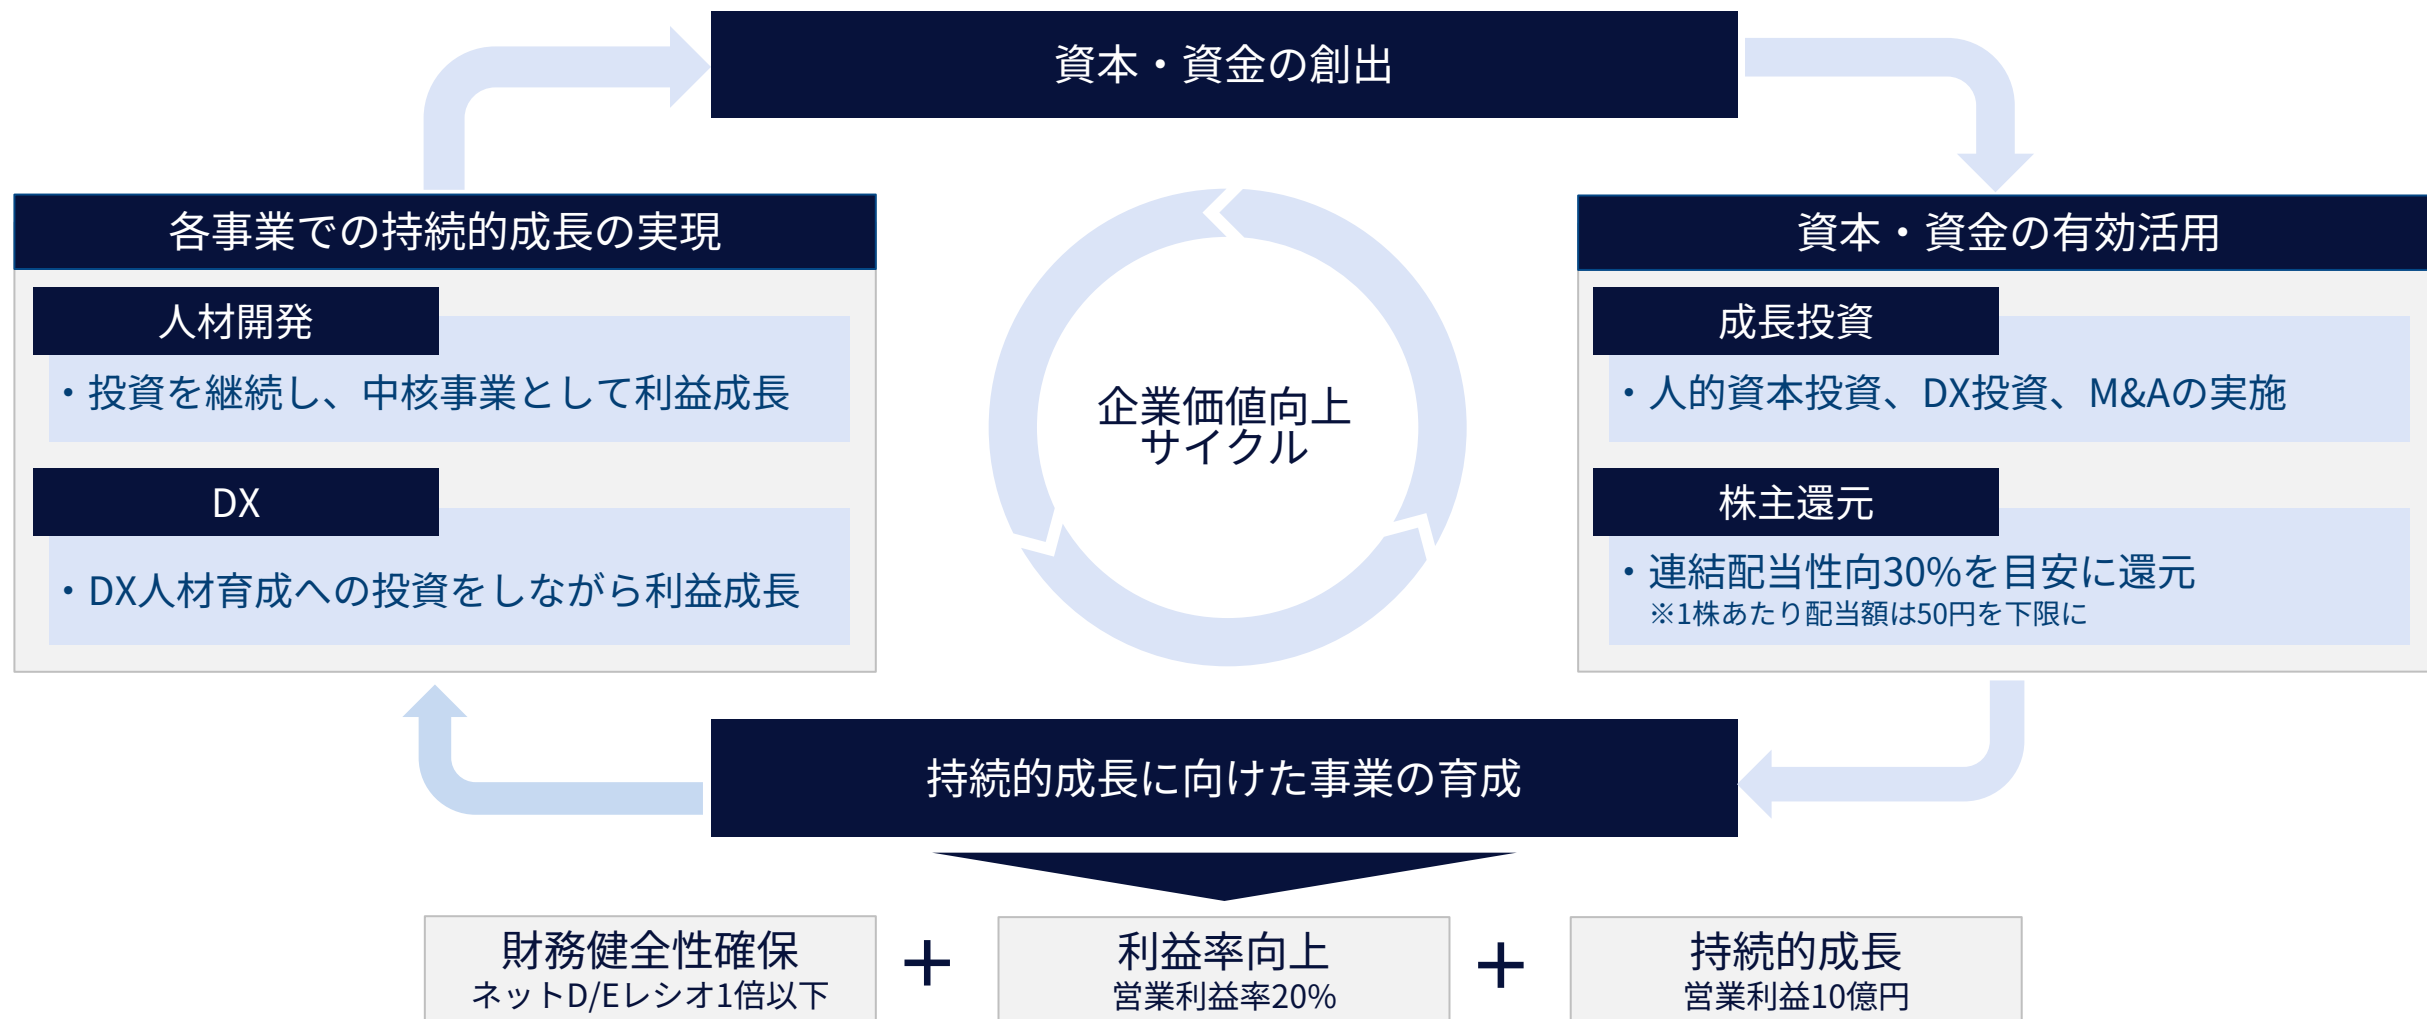 資本・資金の創出
各事業での持続的成長の実現
人材開発
・投資を継続し、中核事業として利益成長
DX
・DX人材育成への投資をしながら利益成長
企業価値向上
サイクル
資本・資金の有効活用
成長投資
・人的資本投資、DX投資、M&Aの実施
株主還元
・連結配当性向30%を目安に還元
※1株あたり配当額は50円を下限に
持続的成長に向けた事業の育成
財務健全性確保
ネットD/Eレシオ1倍以下
+
利益率向上
営業利益率20%
+
持続的成長
営業利益10億円